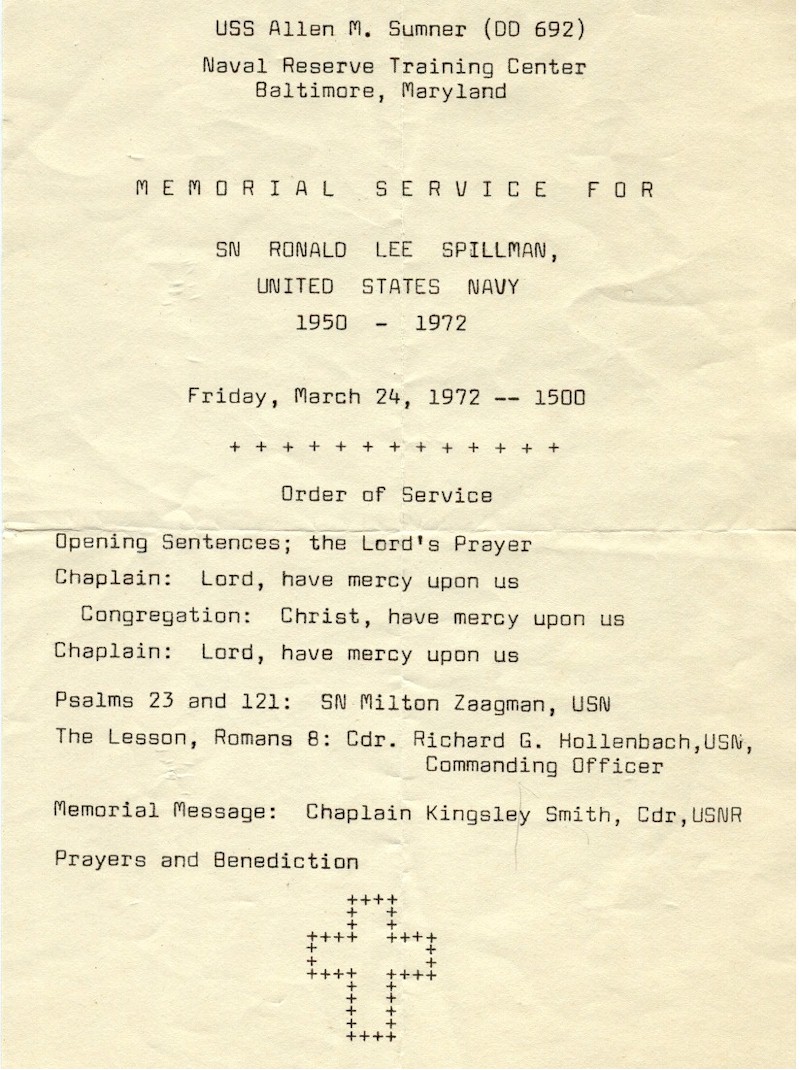 USS Allen M. Sumner (DD 692)
Naval Reserve Training Center
Baltimore, Maryland
MEMORIAL SERVICE FOR
SN RONALD LEE SPILLMAN,
UNITED STATES NAVY
1950 - 1972
Friday, March 24, 1972 -- 1500
+ + + + + + + + + + + + +
Order of Service
Opening Sentences; the Lord's Prayer
Chaplain: Lord, have mercy upon us
Congregation: Christ, have mercy upon us
Chaplain: Lord, have mercy upon us
Psalms 23 and 121: SN Milton Zaagman, USN
The Lesson, Romans 8: Cdr. Richard G. Hollenbach,USN,
Commanding Officer
Memorial Message: Chaplain Kingsley Smith, Cdr,USNR
Prayers and Benediction